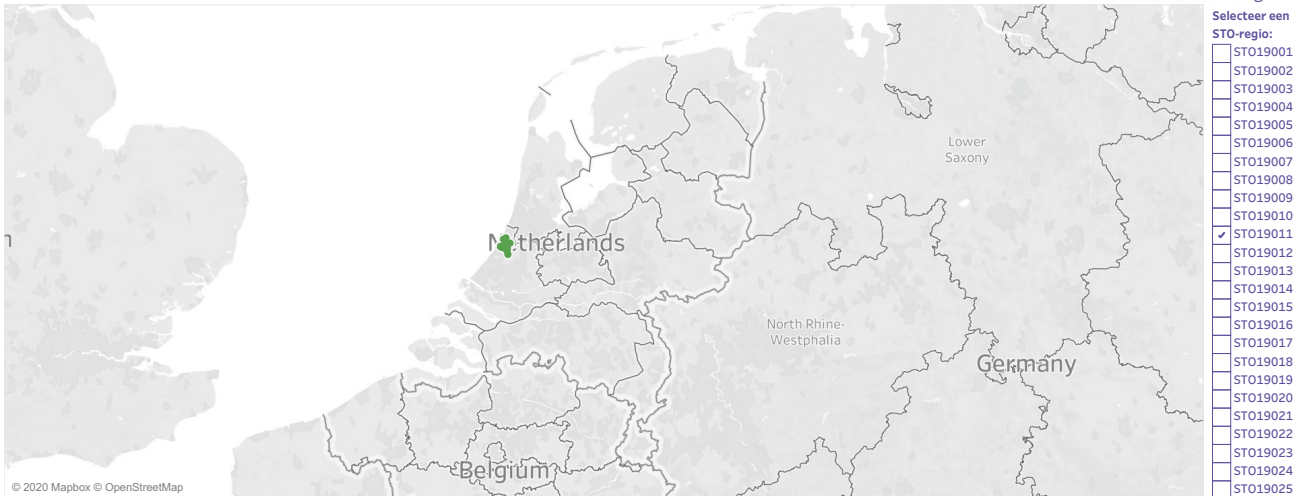 Selecteer een
STO-regio:
STO19001
STO19002
STO19003
STO19004
STO19005
STO19006
STO19007
STO19008
STO19009
STO19010
STO19011
STO19012
STO19013
STO19014
STO19015
STO19016
STO19017
STO19018
STO19019
STO19020
STO19021
STO19022
STO19023
STO19024
STO19025
Lower
Saxony
Netherlands
North Rhine-
Westphalia
Germany
Belgium
© 2020 Mapbox © OpenStreetMap